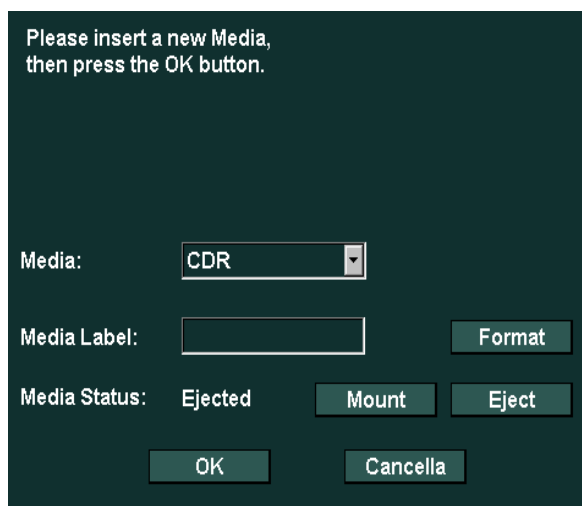 Please insert a new Media,
then press the OK button.
Media: CDR
Media Label: Format
Media Status: Ejected Mount Eject
OK Cancella